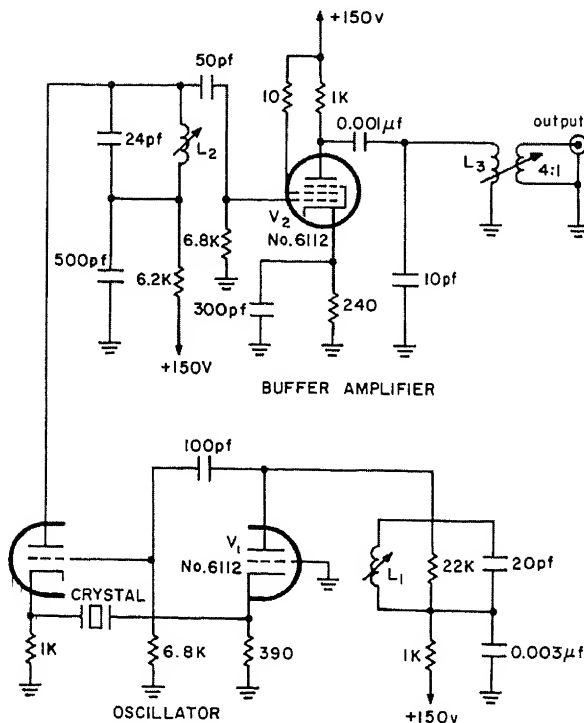 +150v
50pf
10
1K
0.001µf
output
24pf
L2
L3
4:1
V2
No.6112
6.8K
500pf
6.2K
300pf
240
10pf
+150V
BUFFER AMPLIFIER
100pf
V1
No.6112
L1
22K
20pf
CRYSTAL
1K
6.8K
390
1K
0.003µf
OSCILLATOR
+150v